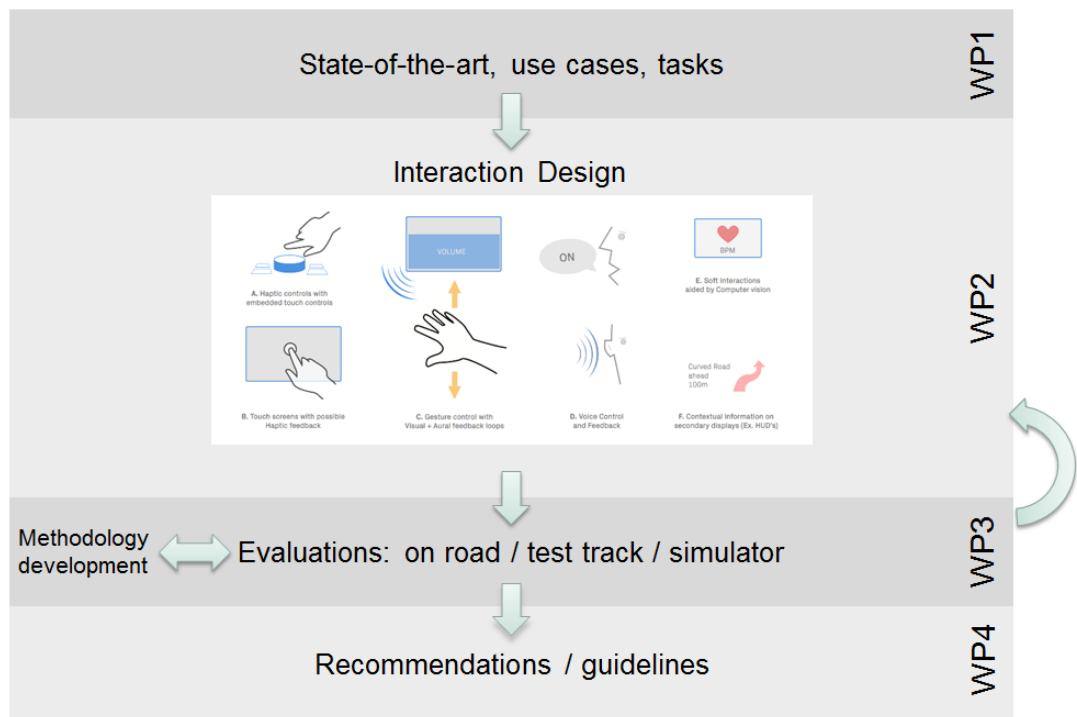 State-of-the-art, use cases, tasks
WP1
Interaction Design
VOLUME
ON
BPM
A. Haptic controls with
embedded touch controls
E. Soft Interactions
aided by Computer vision
WP2
Curved Road
ahead
100m
B. Touch screens with possible
Haptic feedback
C. Gesture control with
Visual + Aural feedback loops
D. Voice Control
and Feedback
F. Contextual information on
secondary displays (Ex. HUD's)
Methodology
development
Evaluations: on road / test track / simulator
WP3
Recommendations / guidelines
WP4